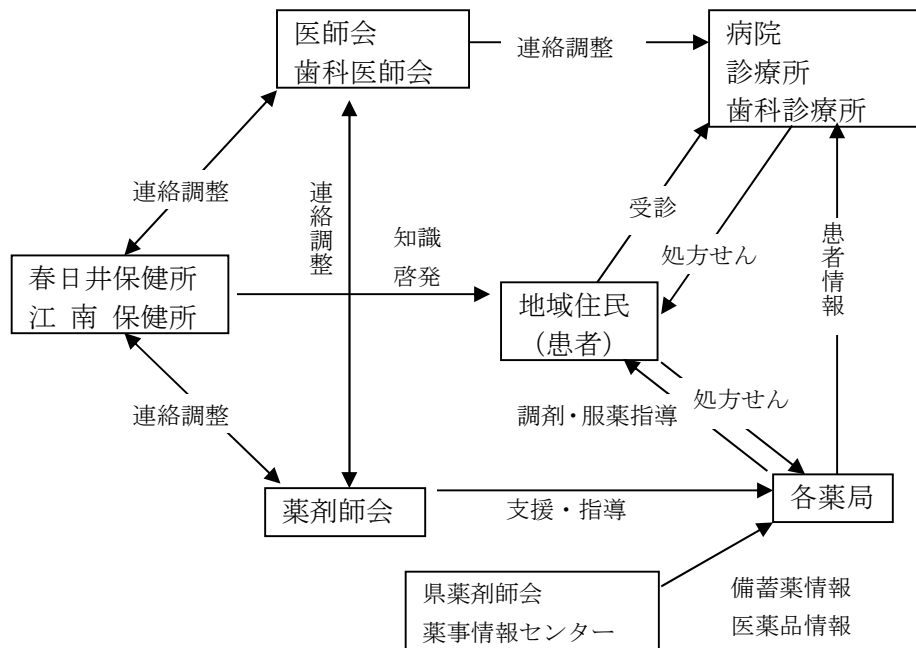 医師会
歯科医師会
連絡調整
病院
診療所
歯科診療所
連絡調整
連絡調整
知識
啓発
受診
処方せん
患者情報
春日井保健所
江 南 保健所
地域住民
（患者）
連絡調整
調剤・服薬指導
処方せん
薬剤師会
支援・指導
各薬局
県薬剤師会
薬事情報センター
備蓄薬情報
医薬品情報